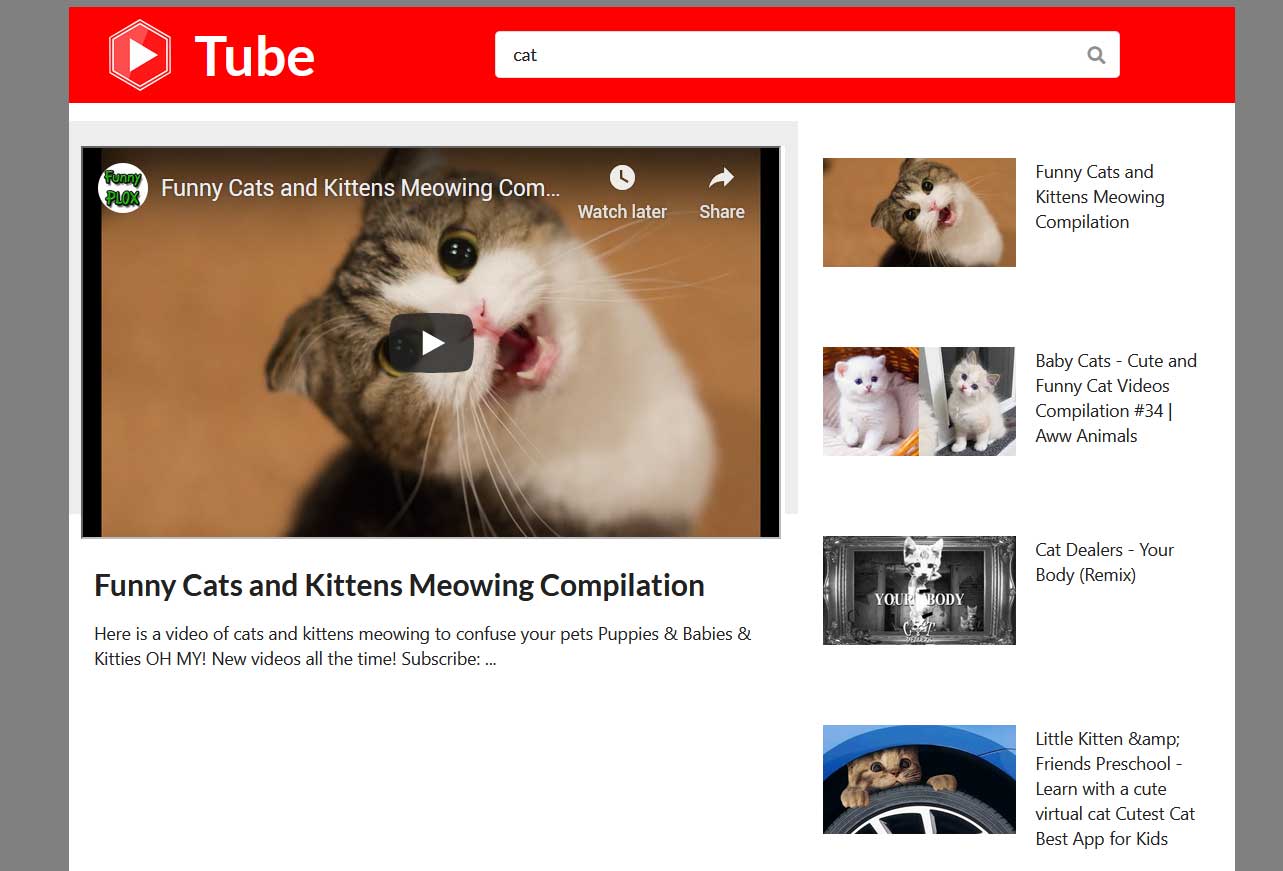 Tube
cat
Funny
PLOX
Funny Cats and Kittens Meowing Com...
Watch later
Share
Funny Cats and Kittens Meowing Compilation
Here is a video of cats and kittens meowing to confuse your pets Puppies & Babies &
Kitties OH MY! New videos all the time! Subscribe: ...
Funny Cats and
Kittens Meowing
Compilation
Baby Cats - Cute and
Funny Cat Videos
Compilation #34 |
Aww Animals
YOUR BODY
CAT
DEALERS
Cat Dealers - Your
Body (Remix)
Little Kitten &amp;
Friends Preschool -
Learn with a cute
virtual cat Cutest Cat
Best App for Kids